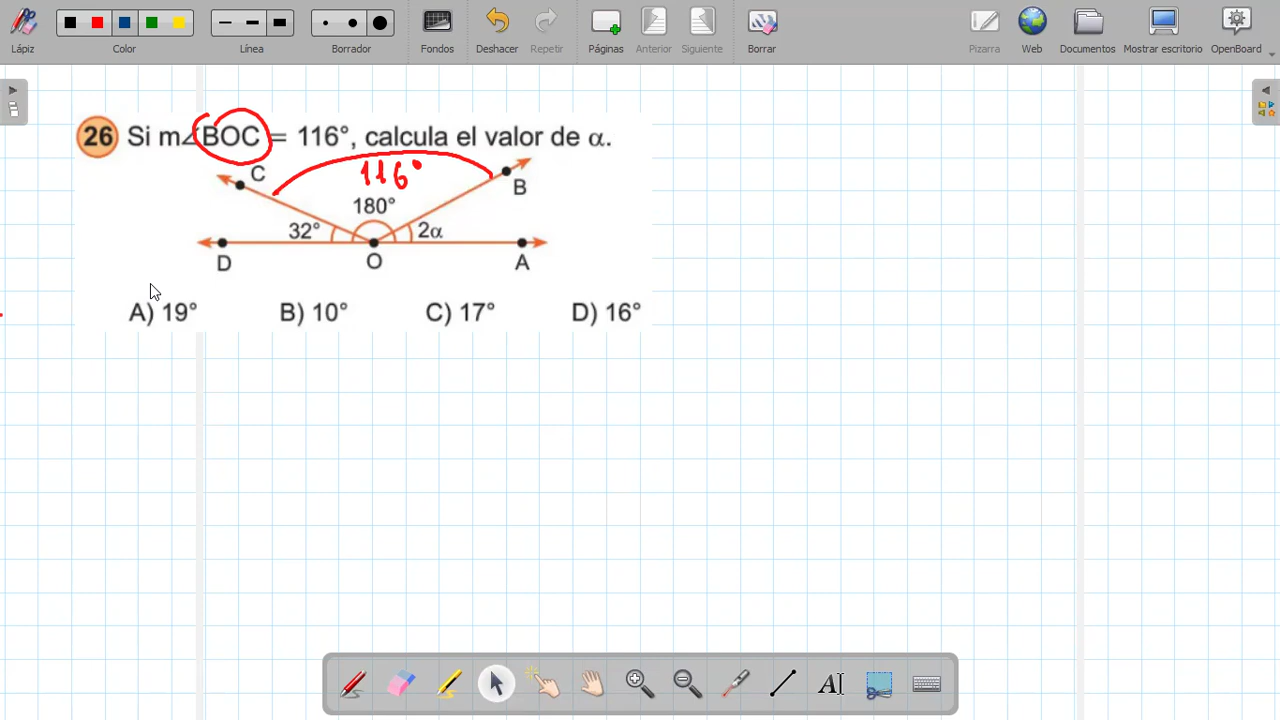 Lápiz
Color
Línea
Borrador
Fondos
Deshacer
Repetir
Páginas
Anterior
Siguiente
Borrar
Pizarra
Web
Documentos
Mostrar escritorio
OpenBoard
26 Si m∡BOC = 116°, calcula el valor de α.
116°
C
B
180°
32°
2α
D
O
A
A) 19° B) 10° C) 17° D) 16°